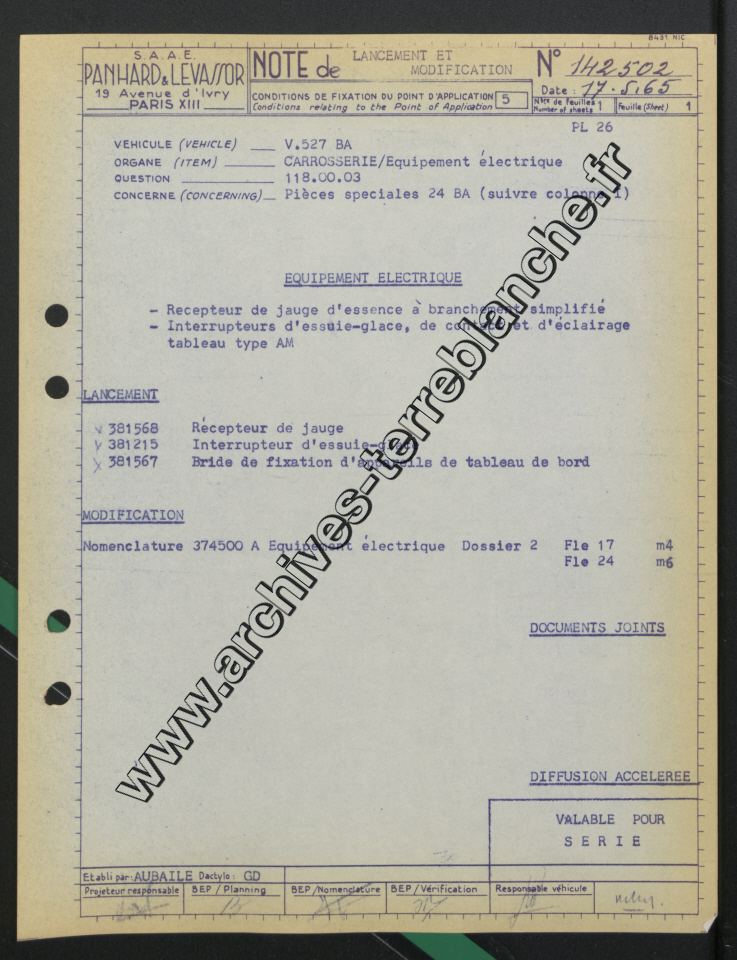 8431. NIC
S.A.A.E.
PANHARD & LEVASSOR
19 Avenue d'Ivry
PARIS XIII
NOTE de LANCEMENT ET
MODIFICATION
N° 142502
Date : 17.5.65
CONDITIONS DE FIXATION DU POINT D'APPLICATION 5
Conditions relating to the Point of Application
Nbre de feuilles 1
Number of sheets
Feuille (Sheet) 1
PL 26
VEHICULE (VEHICLE) V.527 BA
ORGANE (ITEM) CARROSSERIE/Equipement électrique
QUESTION 118.00.03
CONCERNE (CONCERNING) Pièces speciales 24 BA (suivre colonne 1)
EQUIPEMENT ELECTRIQUE
- Recepteur de jauge d'essence à branchement simplifié
- Interrupteurs d'essuie-glace, de contact et d'éclairage
tableau type AM
LANCEMENT
381568 Récepteur de jauge
381215 Interrupteur d'essuie-glace
381567 Bride de fixation d'appareils de tableau de bord
MODIFICATION
Nomenclature 374500 A Equipement électrique Dossier 2 Fle 17 m4
Fle 24 m6
DOCUMENTS JOINTS
DIFFUSION ACCELEREE
VALABLE POUR
SERIE
Etabli par: AUBAILE Dactylo: GD
Projeteur responsable BEP / Planning BEP / Nomenclature BEP / Vérification Responsable véhicule
www.archives-terreblanche.fr